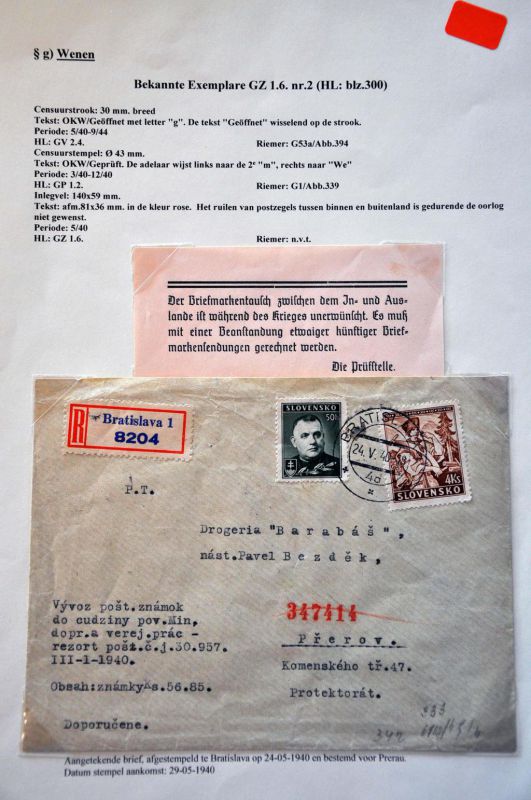 § g) Wenen
Bekannte Exemplare GZ 1.6. nr.2 (HL: blz.300)
Censuurstrook: 30 mm. breed
Tekst: OKW/Geöffnet met letter "g". De tekst "Geöffnet" wisselend op de strook.
Periode: 5/40-9/44
HL: GV 2.4. Riemer: G53a/Abb.394
Censuurstempel: Ø 43 mm.
Tekst: OKW/Geprüft. De adelaar wijst links naar de 2e "m", rechts naar "We"
Periode: 3/40-12/40
HL: GP 1.2. Riemer: G1/Abb.339
Inlegvel: 140x59 mm.
Tekst: afm.81x36 mm. in de kleur rose. Het ruilen van postzegels tussen binnen en buitenland is gedurende de oorlog
niet gewenst.
Periode: 5/40
HL: GZ 1.6. Riemer: n.v.t.
Der Briefmarkentausch zwischen dem In- und Aus-
lande ist während des Krieges unerwünscht. Es muß
mit einer Beanstandung etwaiger künftiger Brief-
markensendungen gerechnet werden.
Die Prüfstelle.
R Bratislava 1
8204
SLOVENSKO
50h
BRATIS
24.V.40
4d
SLOVENSKO
4Ks
P.T.
Drogeria "Barabáš",
nást.Pavel Bezděk,
Vývoz pošt.známok
do cudziny pov.Min,
dopr.a verej.prác -
rezort pošt.č.j.30.957.
III-1-1940.
347414
Přerov.
Komenského tř.47.
Obsah:známky Ks.56.85.
Protektorát.
Doporučene.
333
Aangetekende brief, afgestempeld te Bratislava op 24-05-1940 en bestemd voor Prerau.
Datum stempel aankomst: 29-05-1940